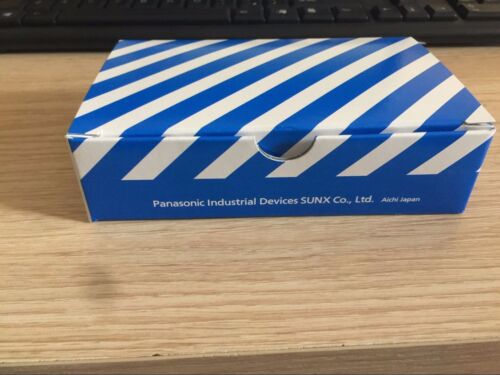 Panasonic Industrial Devices SUNX Co., Ltd. Aichi Japan